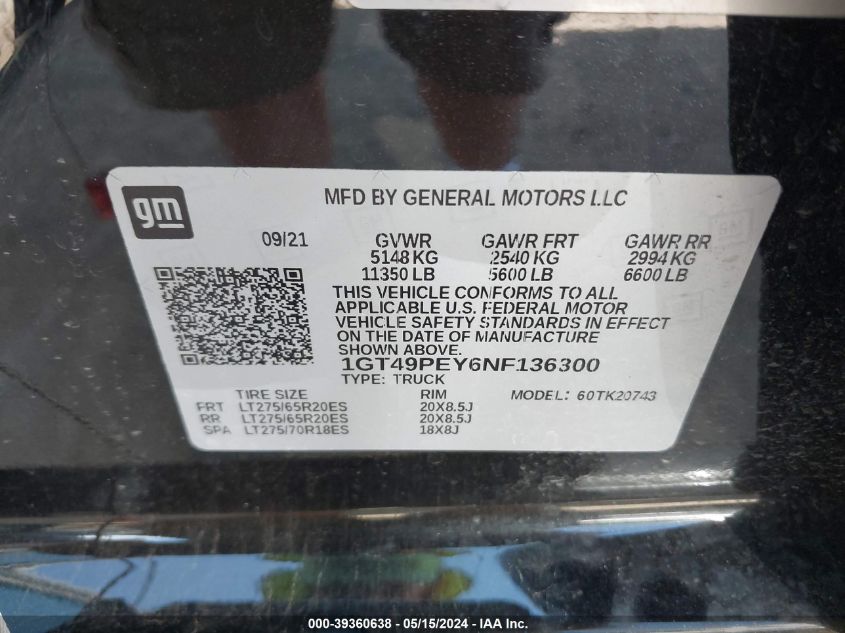 gm
MFD BY GENERAL MOTORS LLC
09/21 GVWR GAWR FRT GAWR RR
5148 KG 2540 KG 2994 KG
11350 LB 5600 LB 6600 LB
THIS VEHICLE CONFORMS TO ALL
APPLICABLE U.S. FEDERAL MOTOR
VEHICLE SAFETY STANDARDS IN EFFECT
ON THE DATE OF MANUFACTURE
SHOWN ABOVE.
1GT49PEY6NF136300
TYPE: TRUCK
TIRE SIZE RIM MODEL: 60TK20743
FRT LT275/65R20ES 20X8.5J
RR LT275/65R20ES 20X8.5J
SPA LT275/70R18ES 18X8J
000-39360638 - 05/15/2024 - IAA Inc.